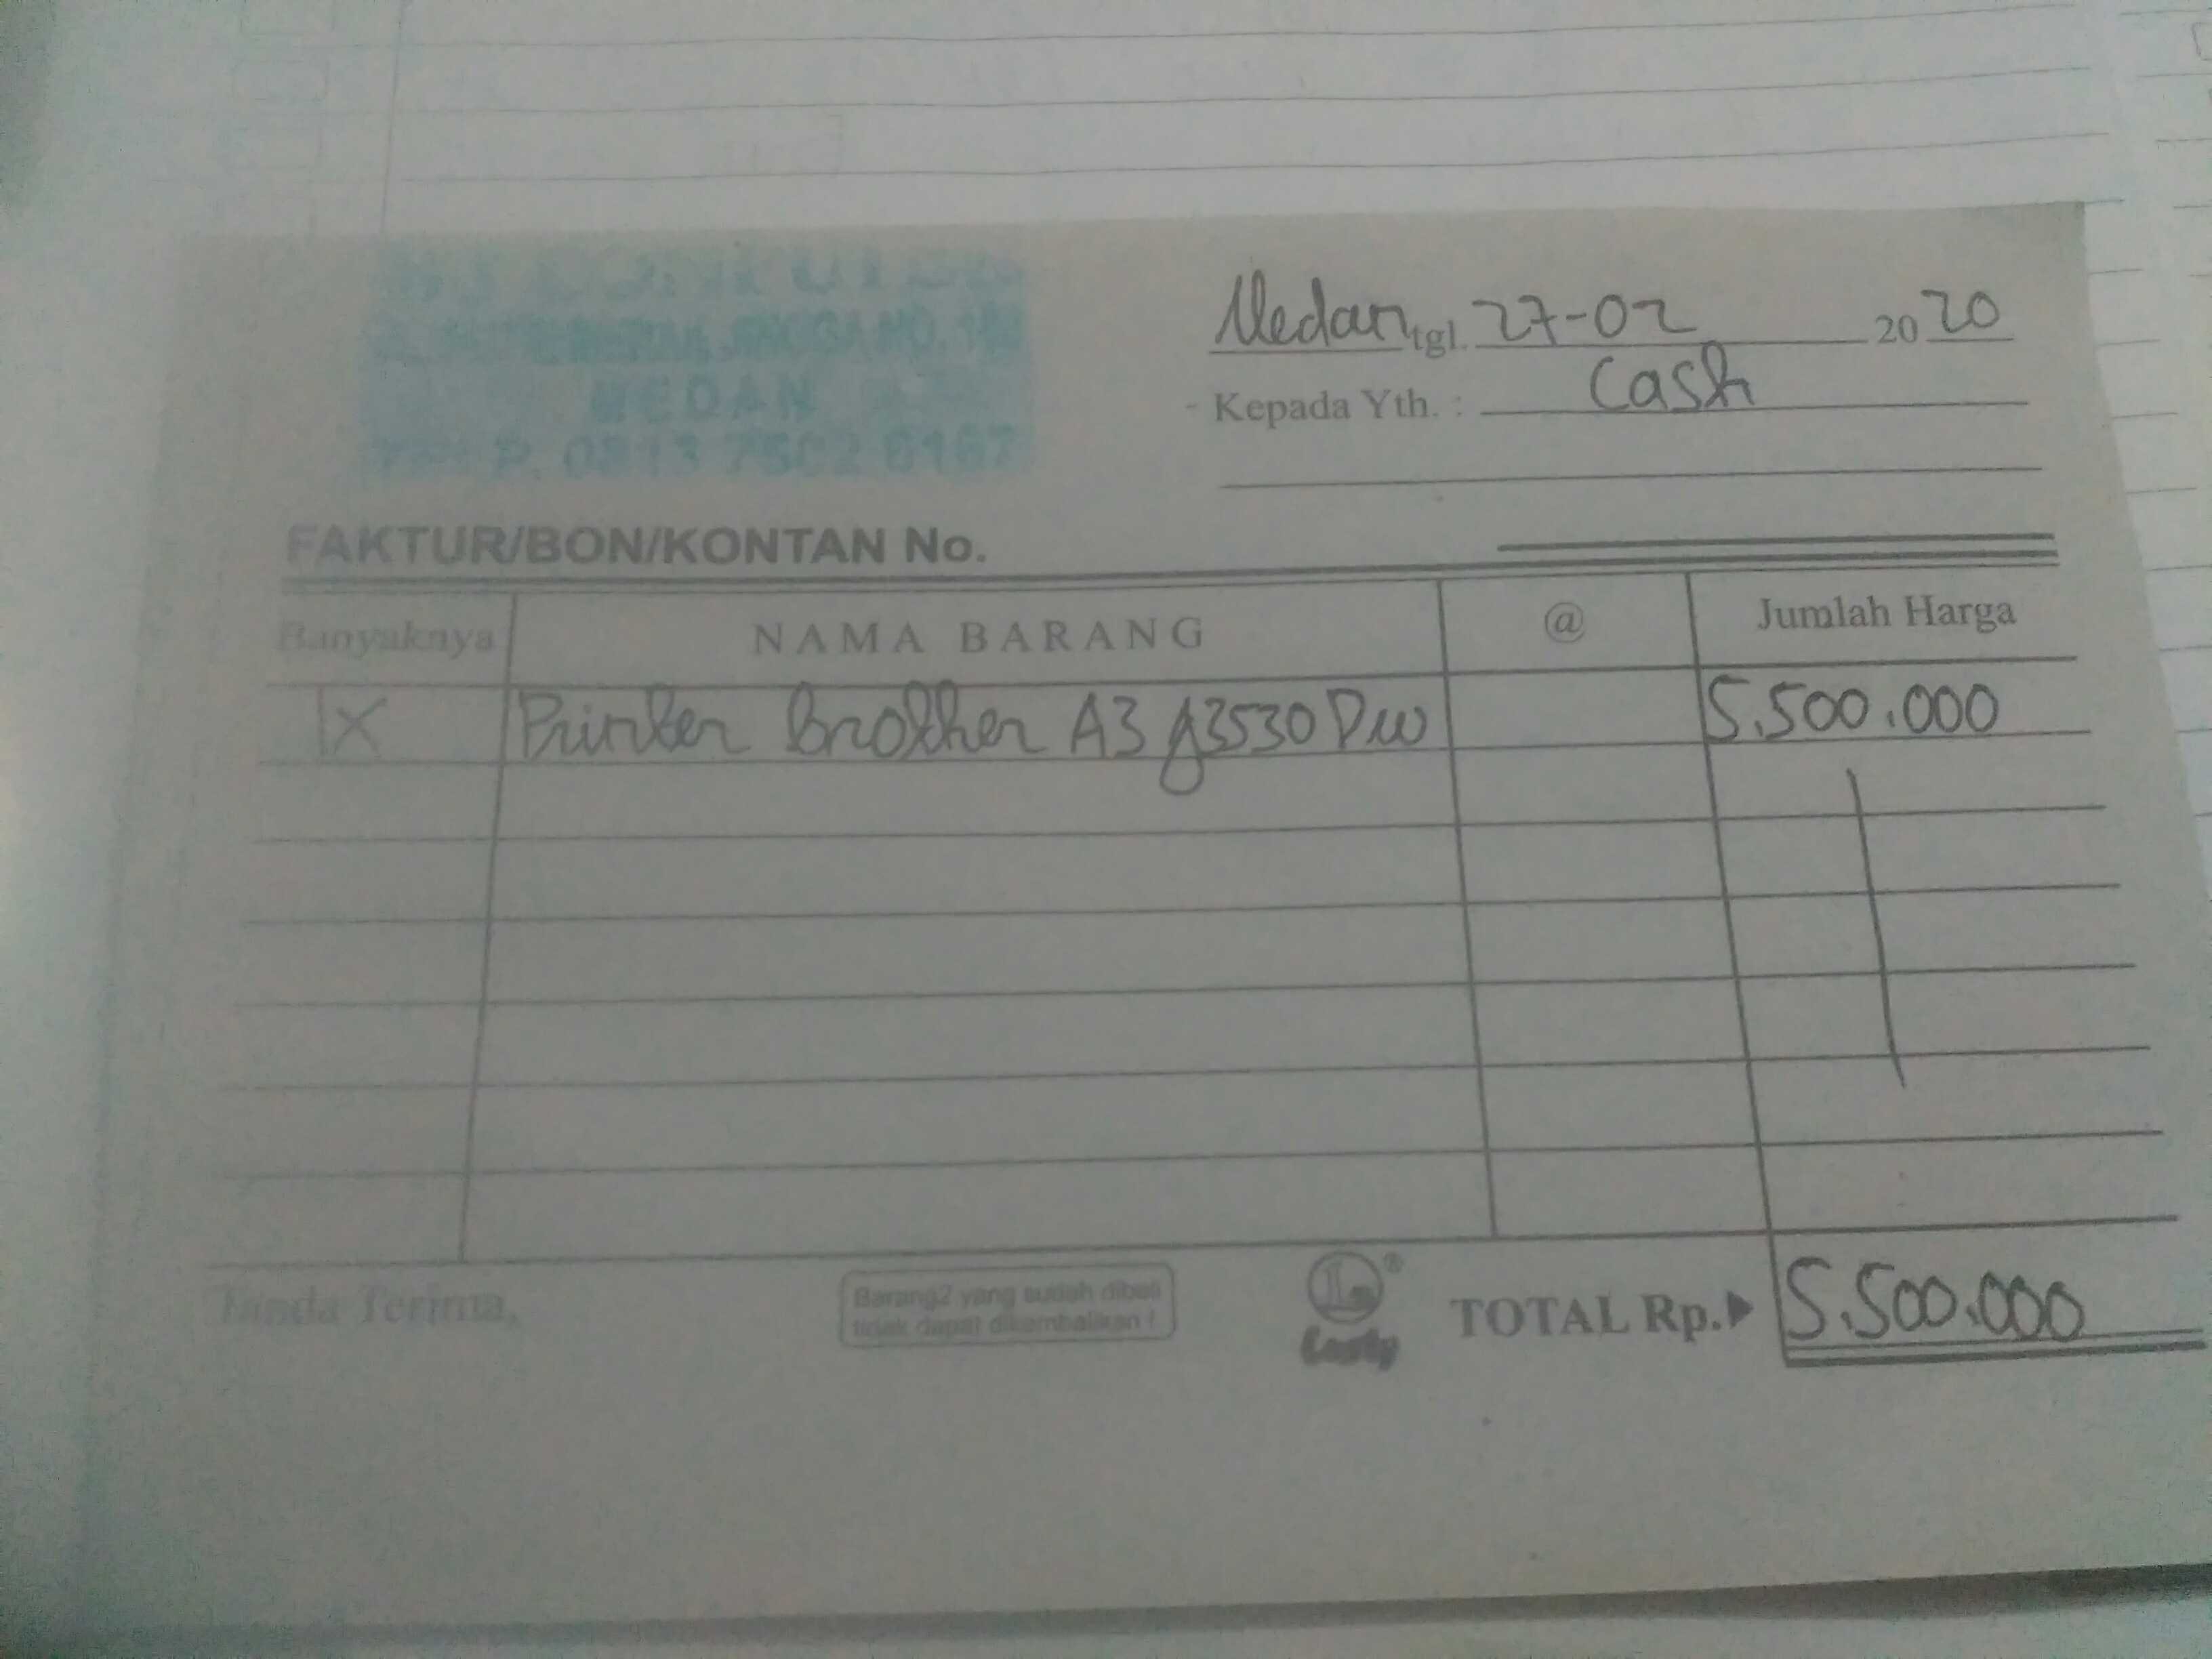 MEDAN
Medan, tgl. 27-02 2020
Kepada Yth. : Cash
FAKTUR/BON/KONTAN No.
Banyaknya NAMA BARANG @ Jumlah Harga
1X Printer Brother A3 J3530 Dw 5.500.000
Tanda Terima,
Barang2 yang sudah dibeli
tidak dapat dikembalikan !
TOTAL Rp. 5.500.000